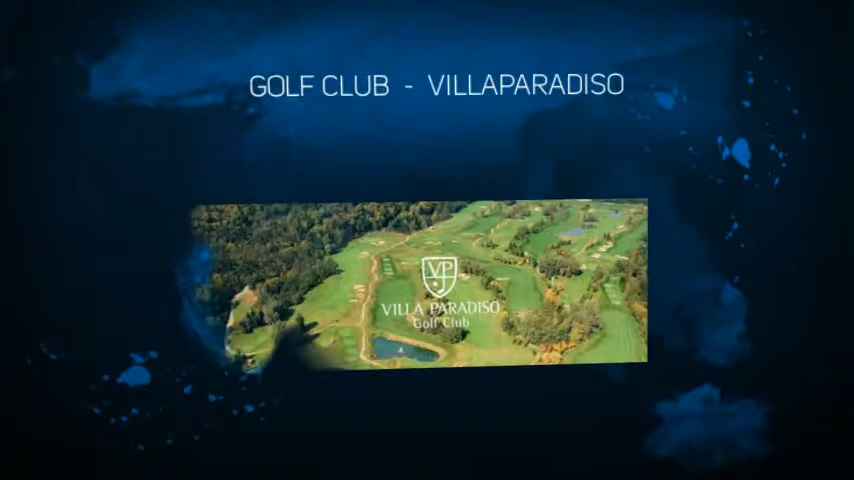 GOLF CLUB - VILLAPARADISO
VP
VILLA PARADISO
Golf Club